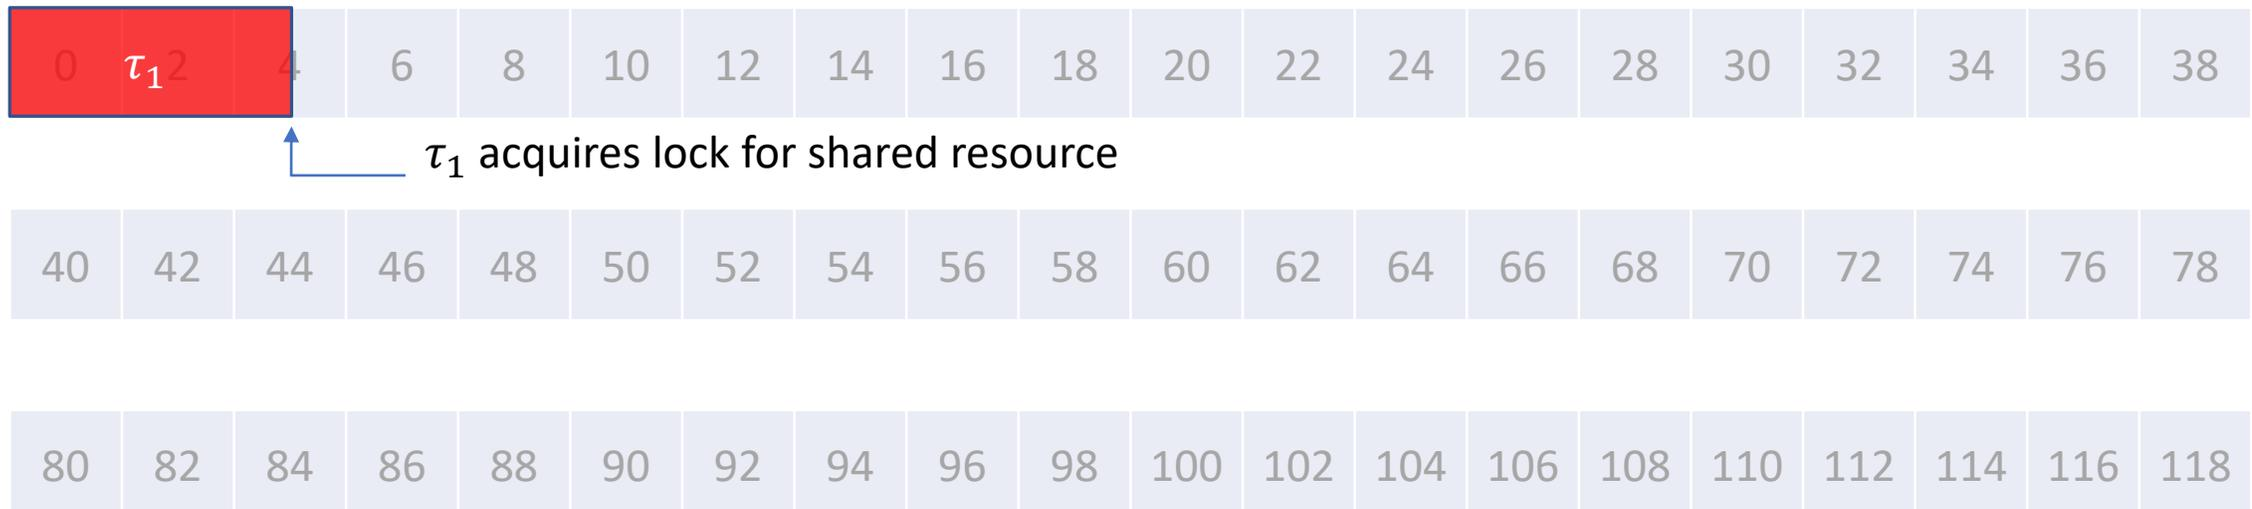 0 τ₁ 2 4 6 8 10 12 14 16 18 20 22 24 26 28 30 32 34 36 38
τ₁ acquires lock for shared resource
40 42 44 46 48 50 52 54 56 58 60 62 64 66 68 70 72 74 76 78
80 82 84 86 88 90 92 94 96 98 100 102 104 106 108 110 112 114 116 118